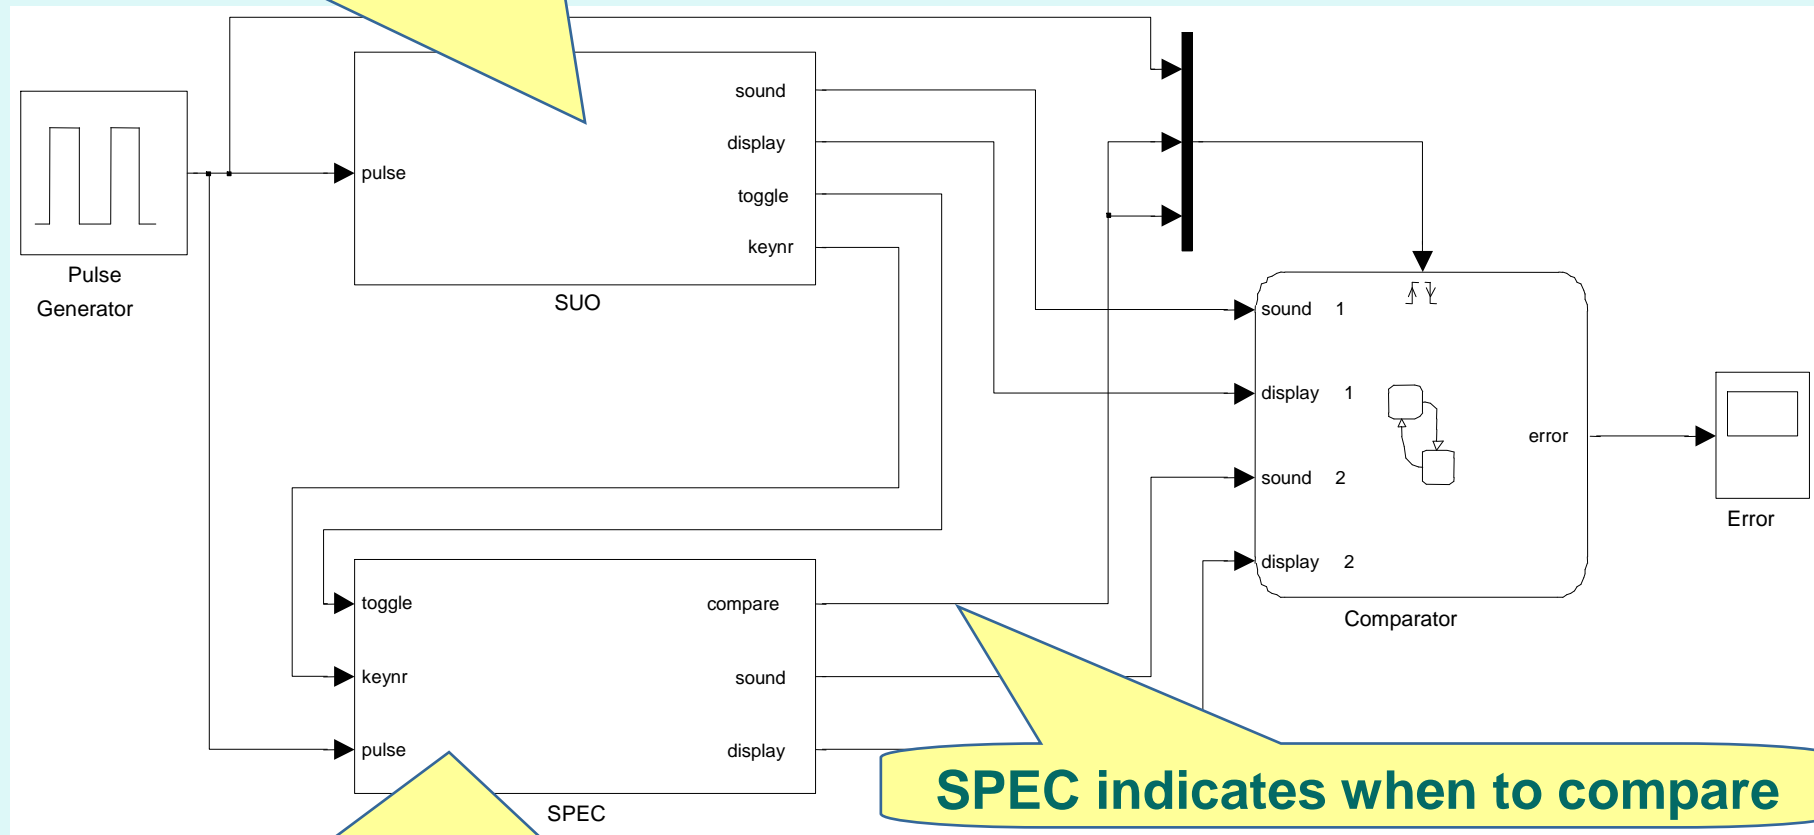 Pulse
Generator
pulse
sound
display
toggle
keynr
SUO
toggle
keynr
pulse
compare
sound
display
SPEC
sound 1
display 1
sound 2
display 2
error
Comparator
Error
SPEC indicates when to compare